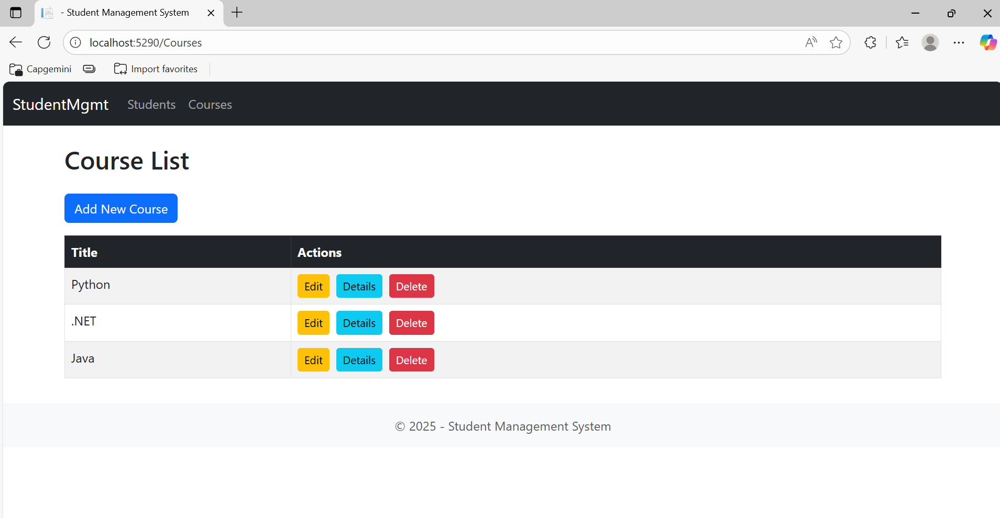 - Student Management System
localhost:5290/Courses
Capgemini
Import favorites
StudentMgmt Students Courses
Course List
Add New Course
Title Actions
Python Edit Details Delete
.NET Edit Details Delete
Java Edit Details Delete
© 2025 - Student Management System